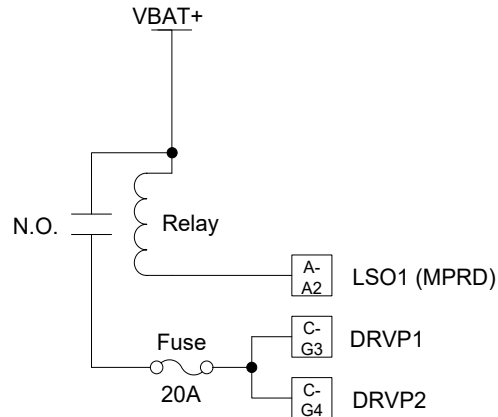 VBAT+
N.O.
Relay
A-
A2
LSO1 (MPRD)
Fuse
20A
C-
G3
DRVP1
C-
G4
DRVP2